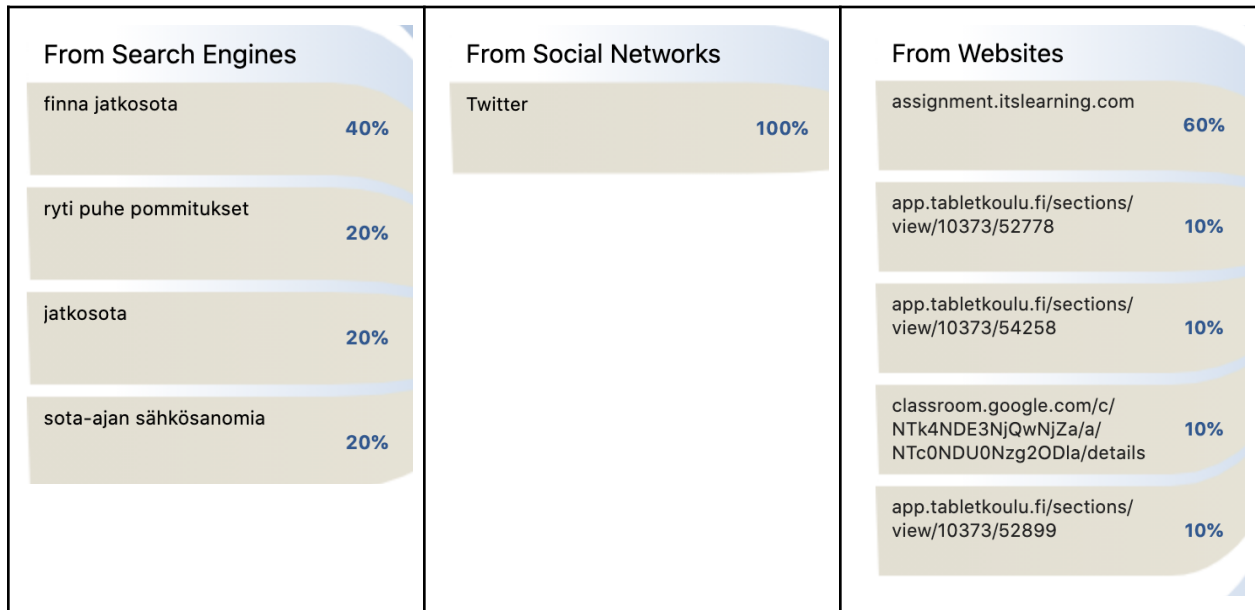 From Search Engines
finna jatkosota
40%
ryti puhe pommitukset
20%
jatkosota
20%
sota-ajan sähkösanomia
20%
From Social Networks
Twitter
100%
From Websites
assignment.itslearning.com
60%
app.tabletkoulu.fi/sections/
view/10373/52778
10%
app.tabletkoulu.fi/sections/
view/10373/54258
10%
classroom.google.com/c/
NTk4NDE3NjQwNjZa/a/
NTc0NDU0Nzg2ODla/details
10%
app.tabletkoulu.fi/sections/
view/10373/52899
10%